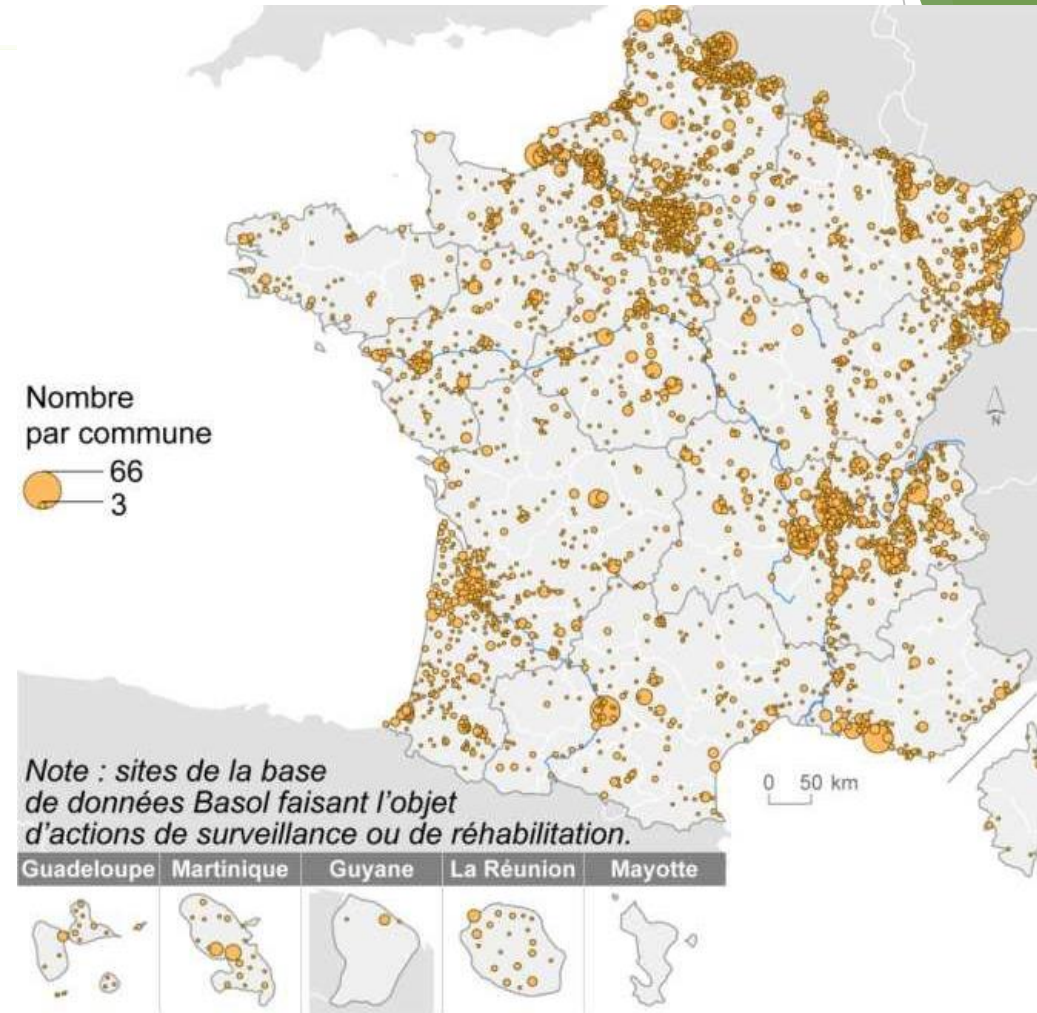 Nombre
par commune
66
3
N
0 50 km
Note : sites de la base
de données Basol faisant l’objet
d’actions de surveillance ou de réhabilitation.
Guadeloupe Martinique Guyane La Réunion Mayotte